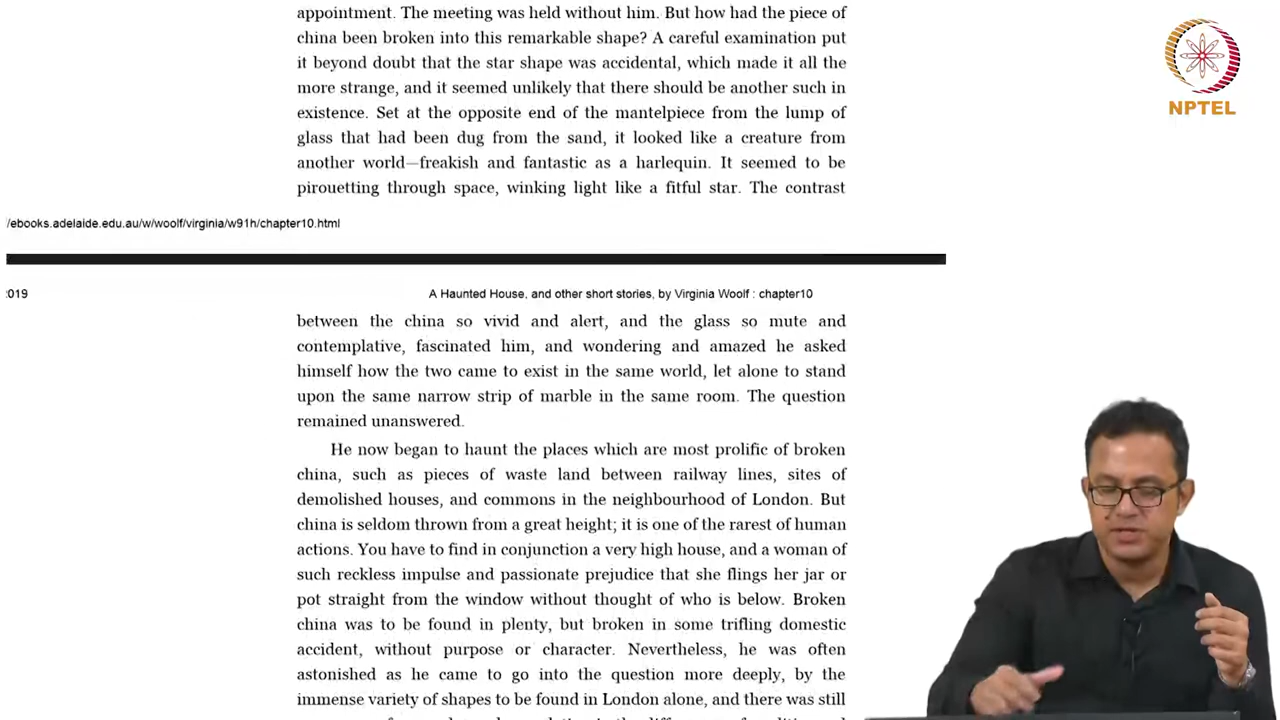 appointment. The meeting was held without him. But how had the piece of
china been broken into this remarkable shape? A careful examination put
it beyond doubt that the star shape was accidental, which made it all the
more strange, and it seemed unlikely that there should be another such in
existence. Set at the opposite end of the mantelpiece from the lump of
glass that had been dug from the sand, it looked like a creature from
another world—freakish and fantastic as a harlequin. It seemed to be
pirouetting through space, winking light like a fitful star. The contrast
NPTEL
/ebooks.adelaide.edu.au/w/woolf/virginia/w91h/chapter10.html
:019
A Haunted House, and other short stories, by Virginia Woolf : chapter10
between the china so vivid and alert, and the glass so mute and
contemplative, fascinated him, and wondering and amazed he asked
himself how the two came to exist in the same world, let alone to stand
upon the same narrow strip of marble in the same room. The question
remained unanswered.
He now began to haunt the places which are most prolific of broken
china, such as pieces of waste land between railway lines, sites of
demolished houses, and commons in the neighbourhood of London. But
china is seldom thrown from a great height; it is one of the rarest of human
actions. You have to find in conjunction a very high house, and a woman of
such reckless impulse and passionate prejudice that she flings her jar or
pot straight from the window without thought of who is below. Broken
china was to be found in plenty, but broken in some trifling domestic
accident, without purpose or character. Nevertheless, he was often
astonished as he came to go into the question more deeply, by the
immense variety of shapes to be found in London alone, and there was still